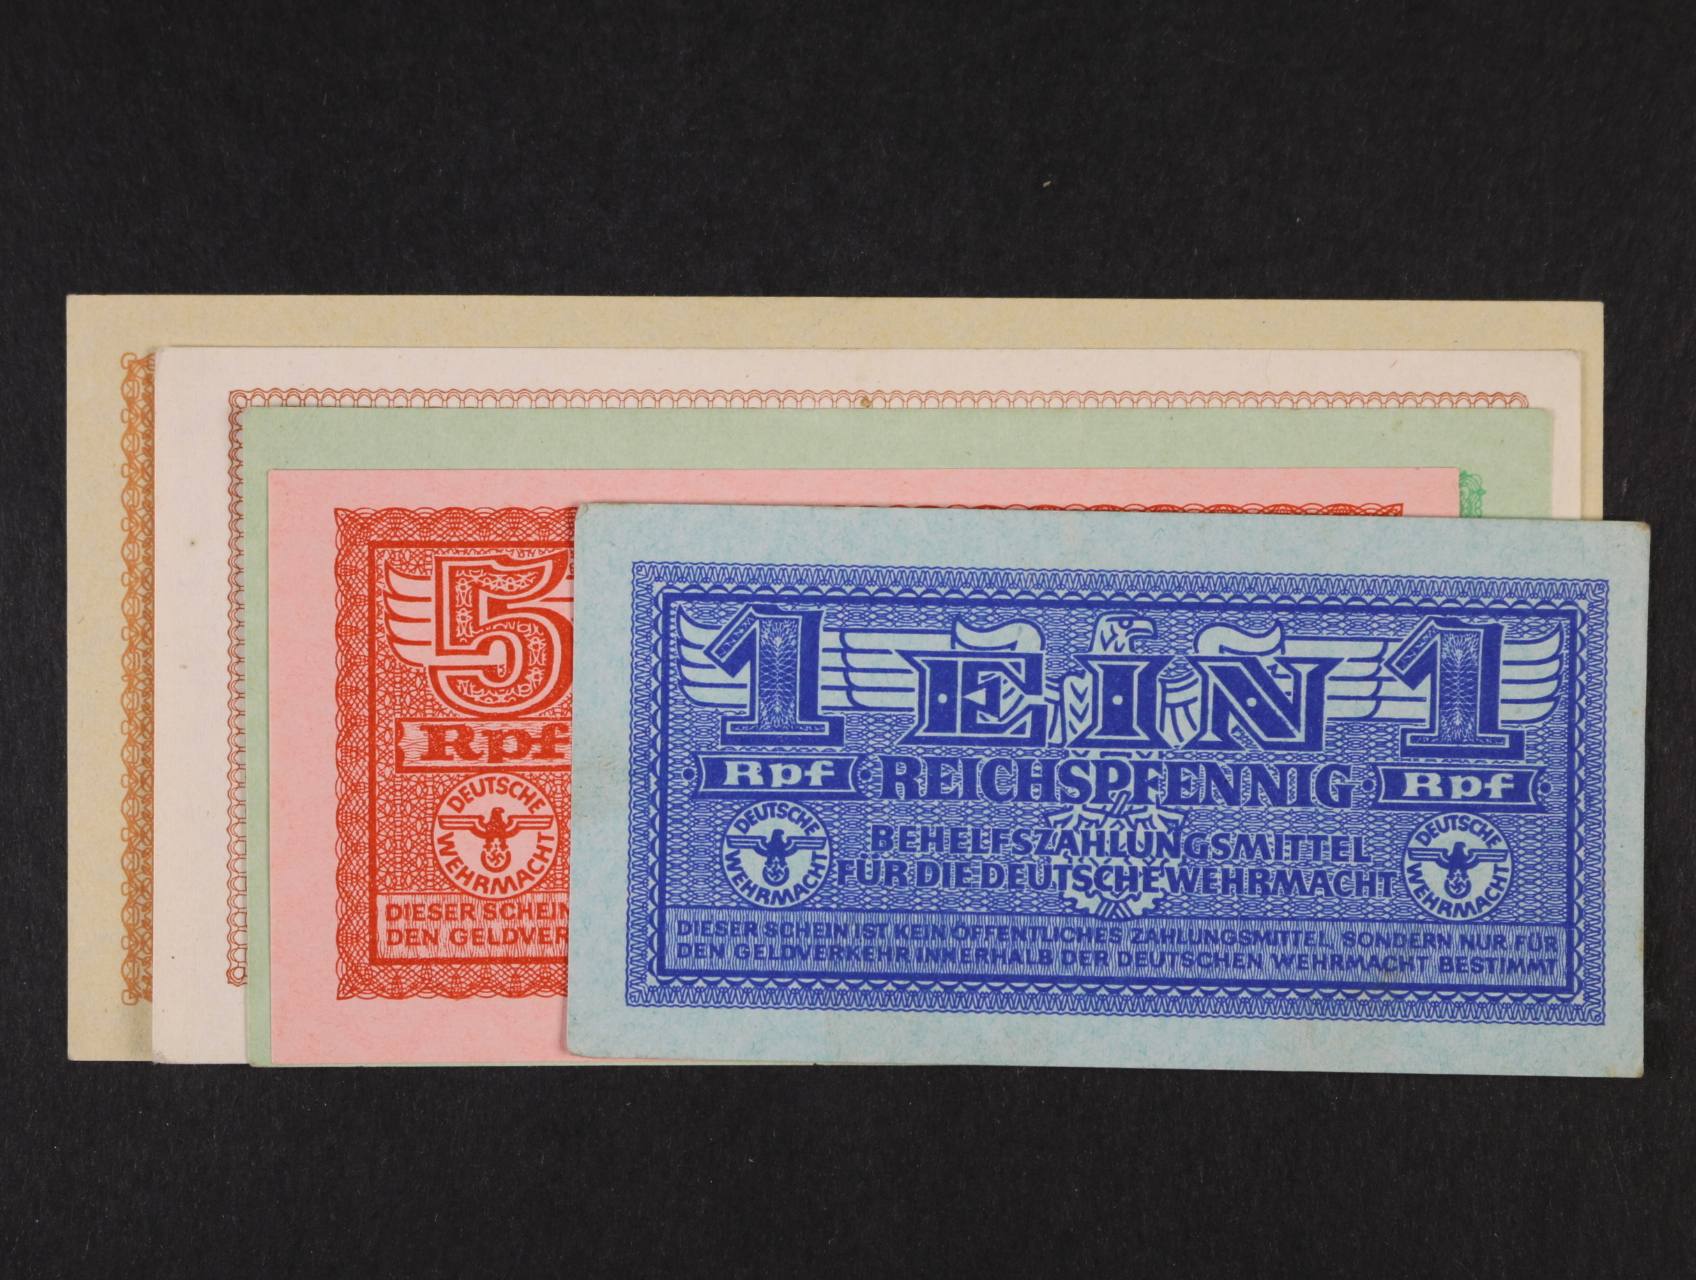 5
Rpf
DEUTSCHE
WEHRMACHT
DIESER SCHEIN
DEN GELDVER
1 EIN 1
Rpf REICHSPFENNIG Rpf
BEHELFSZAHLUNGSMITTEL
FÜR DIE DEUTSCHE WEHRMACHT
DEUTSCHE
WEHRMACHT
DEUTSCHE
WEHRMACHT
DIESER SCHEIN IST KEIN ÖFFENTLICHES ZAHLUNGSMITTEL, SONDERN NUR FÜR
DEN GELDVERKEHR INNERHALB DER DEUTSCHEN WEHRMACHT BESTIMMT